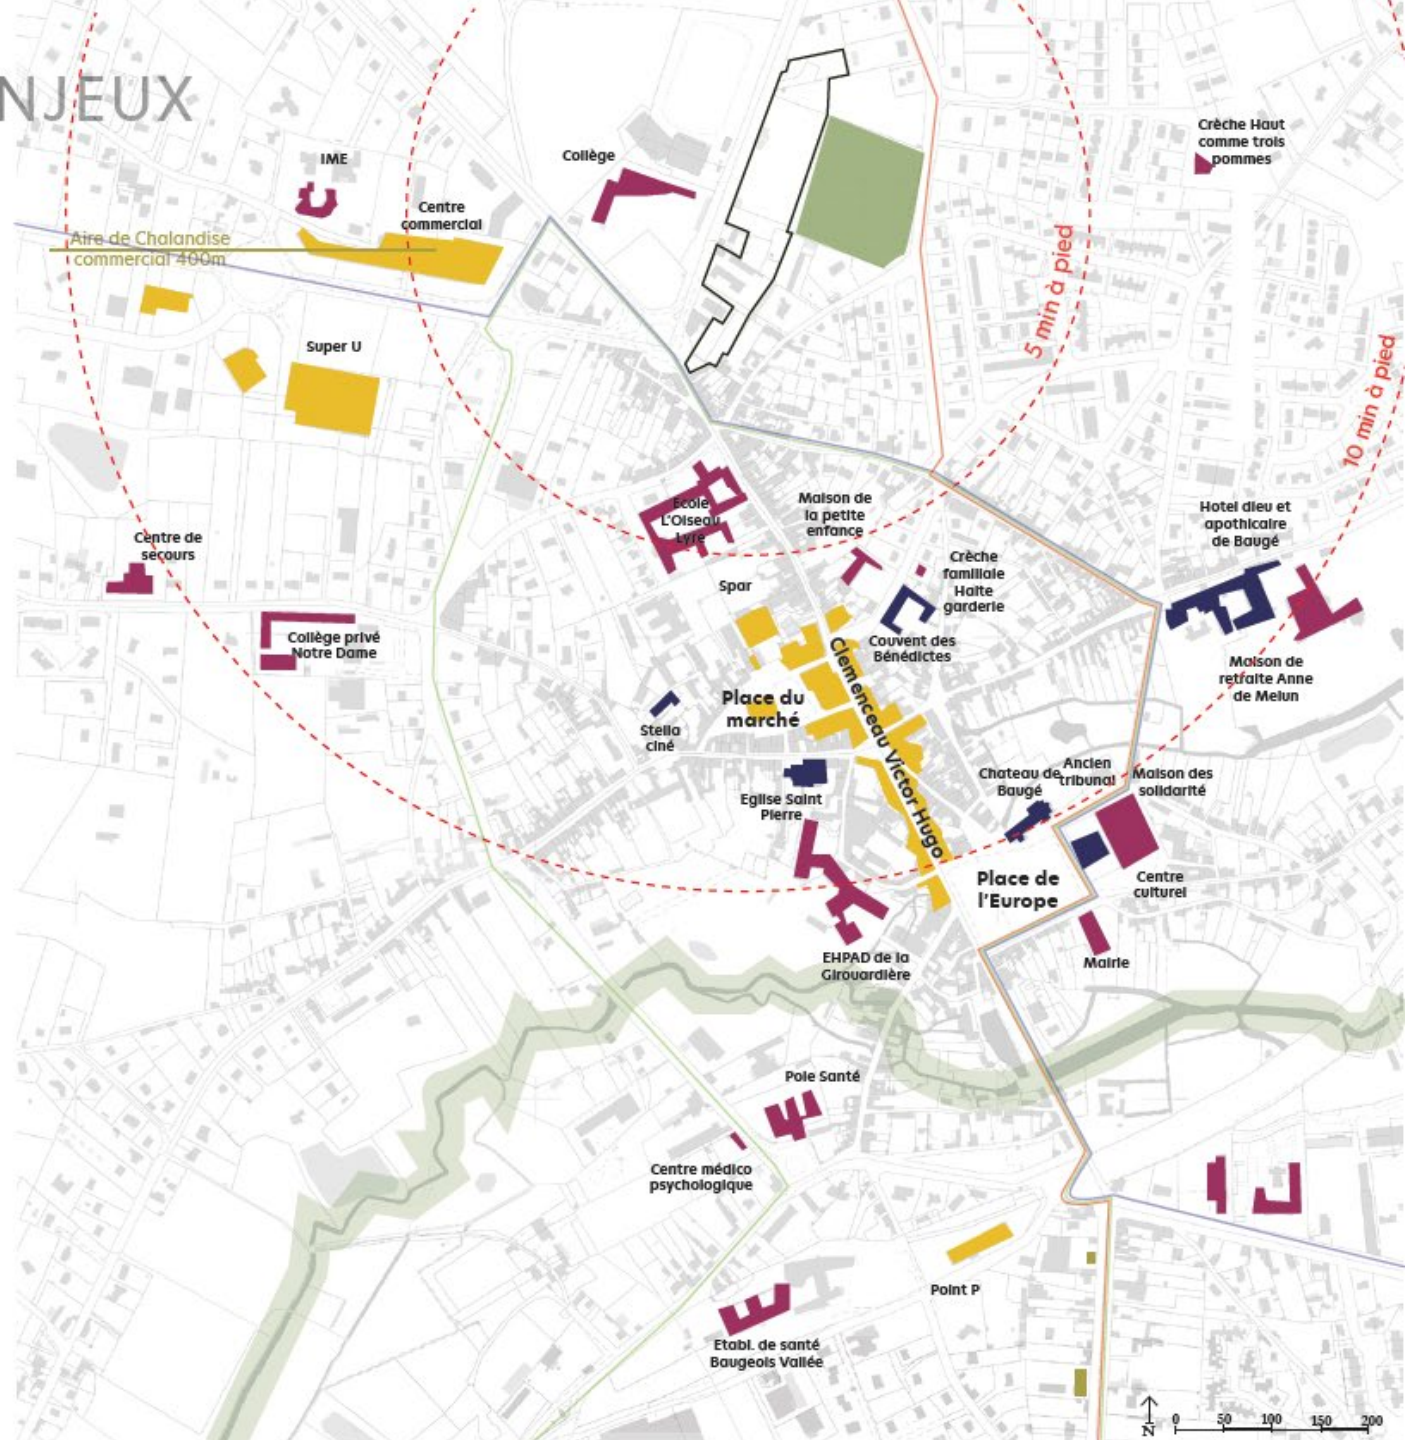 NJEUX
IME
Collège
Crèche Haut
comme trois
pommes
Centre
commercial
Aire de Chalandise
commercial 400m
5 min à pied
Super U
10 min à pied
Ecole
L'Oiseau
Lyre
Maison de
la petite
enfance
Hotel dieu et
apothicaire
de Baugé
Centre de
secours
Crèche
familiale
Halte
garderie
Spar
Collège privé
Notre Dame
Couvent des
Bénédictes
Maison de
retraite Anne
de Melun
Clemenceau Victor Hugo
Place du
marché
Stella
ciné
Chateau de
Baugé
Ancien
tribunal
Maison des
solidarité
Eglise Saint
Pierre
Place de
l'Europe
Centre
culturel
EHPAD de la
Girouardière
Mairie
Pole Santé
Centre médico
psychologique
Point P
Etabl. de santé
Baugeois Vallée
N
0 50 100 150 200